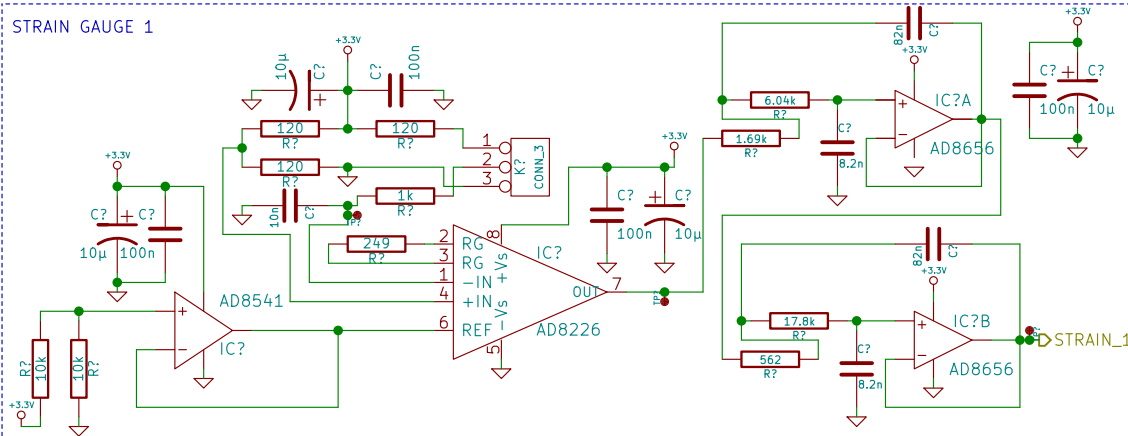 STRAIN GAUGE 1
+3.3V
10µ
C?
C?
100n
120
R?
120
R?
120
R?
1
2
3
K?
CONN_3
10n
C?
1k
R?
TP?
249
R?
+3.3V
C?
C?
10µ
100n
AD8541
IC?
R?
10k
10k
R?
+3.3V
2
RG
3
RG
1
-IN
4
+IN
6
REF
8
+Vs
-Vs
5
OUT
7
IC?
AD8226
TP?
+3.3V
C?
C?
100n
10µ
82n
C?
+3.3V
6.04k
R?
1.69k
R?
C?
8.2n
IC?A
AD8656
+3.3V
C?
C?
100n
10µ
82n
C?
+3.3V
17.8k
R?
562
R?
C?
8.2n
IC?B
AD8656
TP?
STRAIN_1